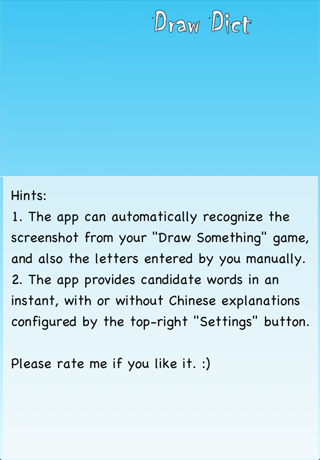 Draw Dict
Hints:
1. The app can automatically recognize the
screenshot from your "Draw Something" game,
and also the letters entered by you manually.
2. The app provides candidate words in an
instant, with or without Chinese explanations
configured by the top-right "Settings" button.
Please rate me if you like it. :)